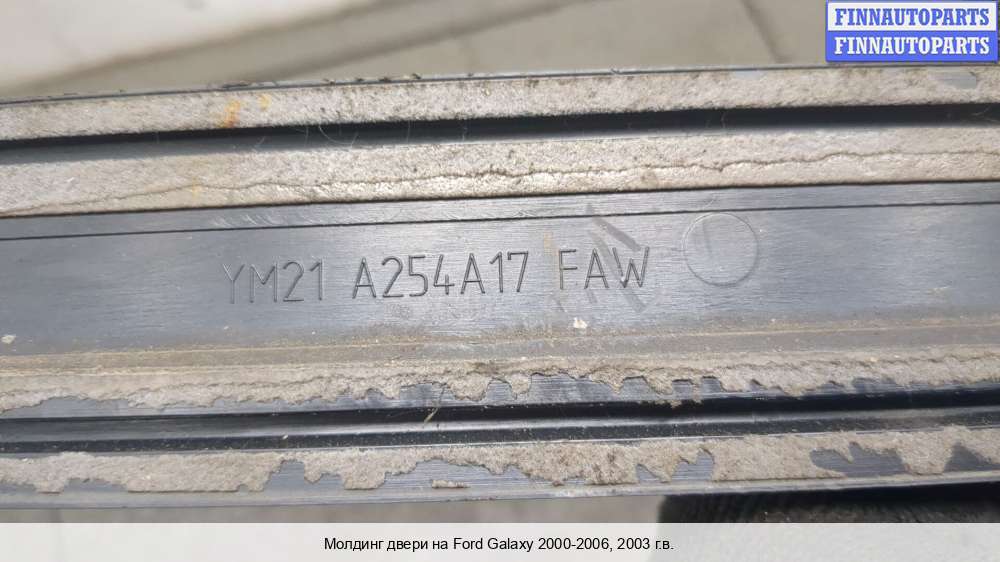 FINNAUTOPARTS
FINNAUTOPARTS
YM21 A254A17 FAW
Молдинг двери на Ford Galaxy 2000-2006, 2003 г.в.